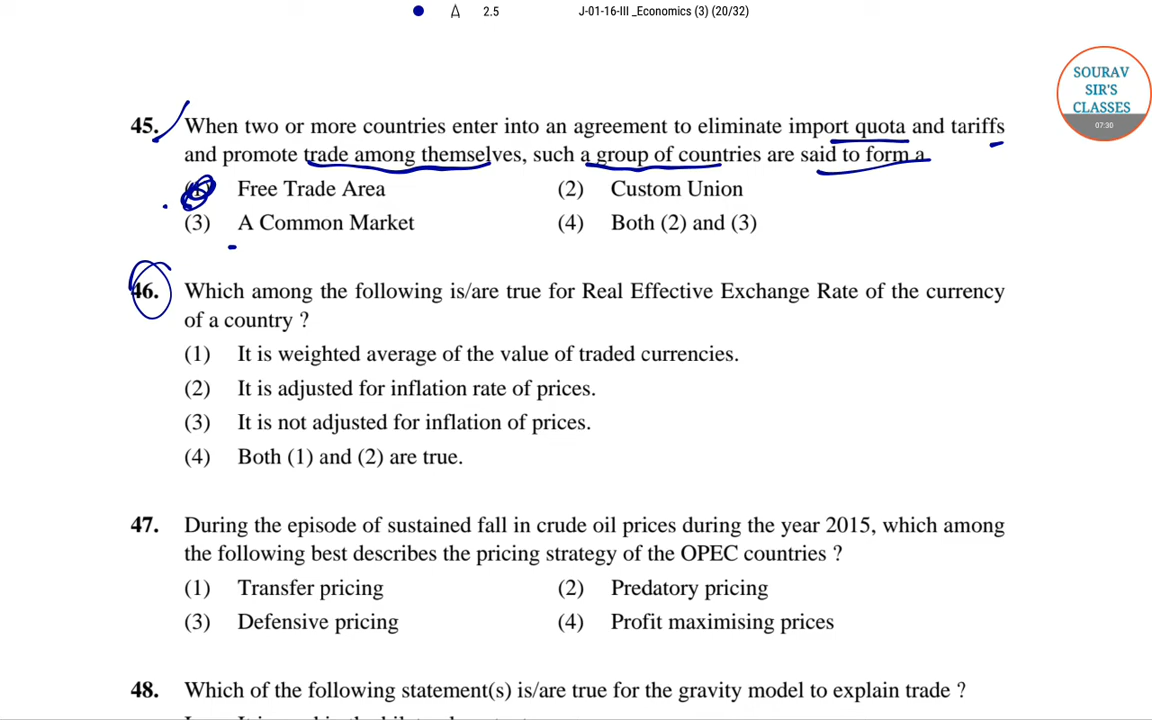 2.5 J-01-16-III _Economics (3) (20/32)
SOURAV
SIR'S
CLASSES
07:30
45. When two or more countries enter into an agreement to eliminate import quota and tariffs
and promote trade among themselves, such a group of countries are said to form a
(1) Free Trade Area (2) Custom Union
(3) A Common Market (4) Both (2) and (3)
46. Which among the following is/are true for Real Effective Exchange Rate of the currency
of a country ?
(1) It is weighted average of the value of traded currencies.
(2) It is adjusted for inflation rate of prices.
(3) It is not adjusted for inflation of prices.
(4) Both (1) and (2) are true.
47. During the episode of sustained fall in crude oil prices during the year 2015, which among
the following best describes the pricing strategy of the OPEC countries ?
(1) Transfer pricing (2) Predatory pricing
(3) Defensive pricing (4) Profit maximising prices
48. Which of the following statement(s) is/are true for the gravity model to explain trade ?